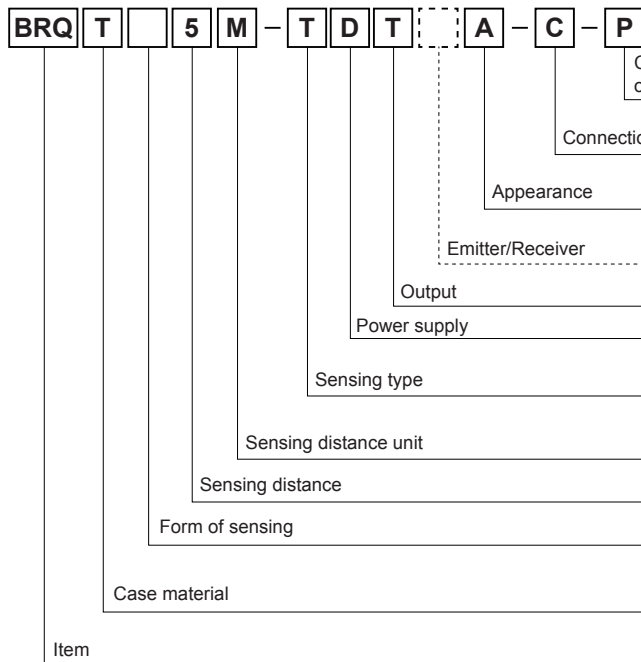 BRQ T 5 M – T D T A – C – P
Connectio
Appearance
Emitter/Receiver
Output
Power supply
Sensing type
Sensing distance unit
Sensing distance
Form of sensing
Case material
Item